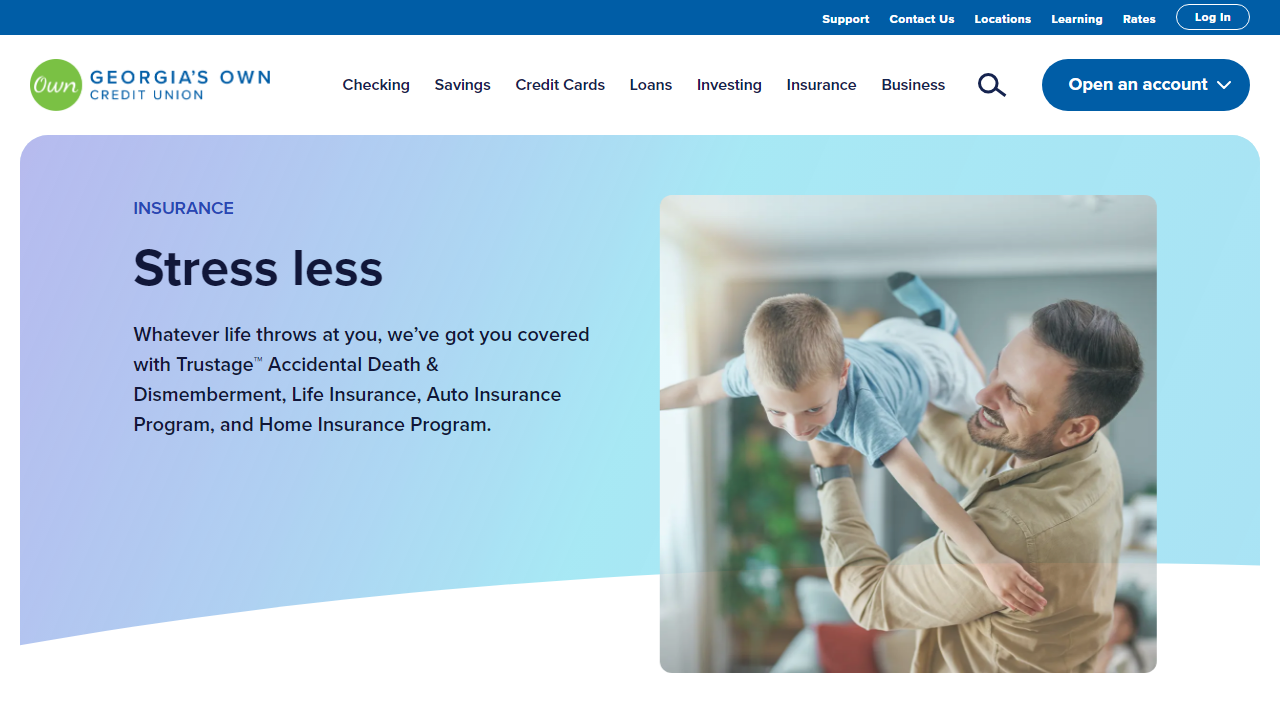 Support Contact Us Locations Learning Rates Log In
Own GEORGIA'S OWN
CREDIT UNION
Checking Savings Credit Cards Loans Investing Insurance Business Open an account
INSURANCE
Stress less
Whatever life throws at you, we’ve got you covered
with Trustage™ Accidental Death &
Dismemberment, Life Insurance, Auto Insurance
Program, and Home Insurance Program.